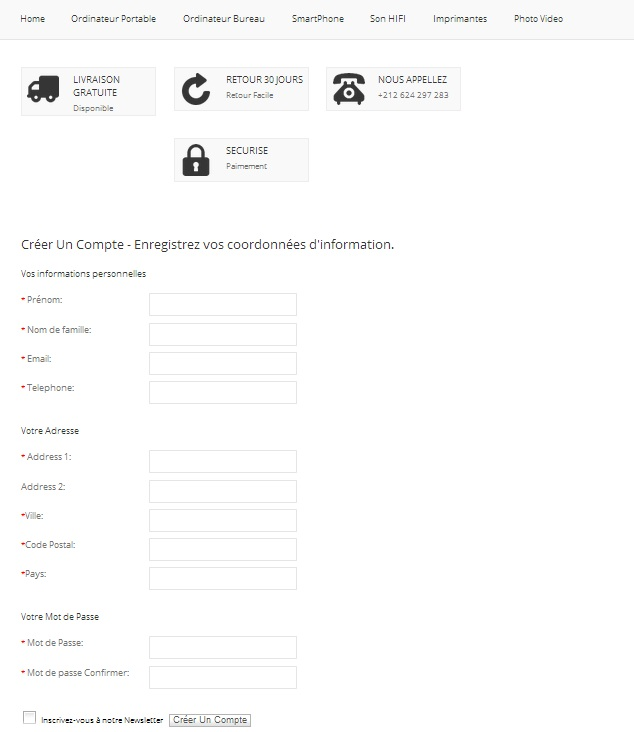 Home Ordinateur Portable Ordinateur Bureau SmartPhone Son HIFI Imprimantes Photo Video
LIVRAISON
GRATUITE
Disponible
RETOUR 30 JOURS
Retour Facile
NOUS APPELLEZ
+212 624 297 283
SECURISE
Paimement
Créer Un Compte - Enregistrez vos coordonnées d'information.
Vos informations personnelles
* Prénom:
* Nom de famille:
* Email:
* Telephone:
Votre Adresse
* Address 1:
Address 2:
*Ville:
*Code Postal:
*Pays:
Votre Mot de Passe
* Mot de Passe:
* Mot de passe Confirmer:
Inscrivez-vous à notre Newsletter Créer Un Compte